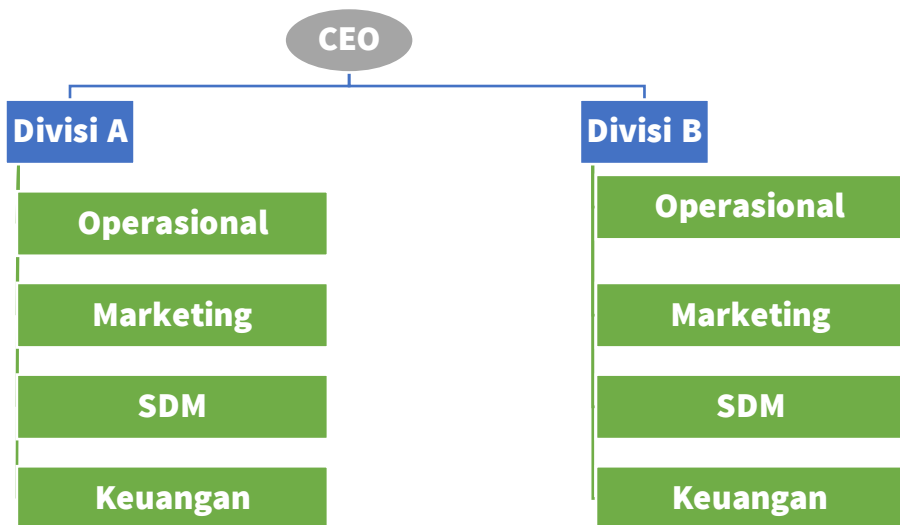 CEO
Divisi A
Divisi B
Operasional
Operasional
Marketing
Marketing
SDM
SDM
Keuangan
Keuangan